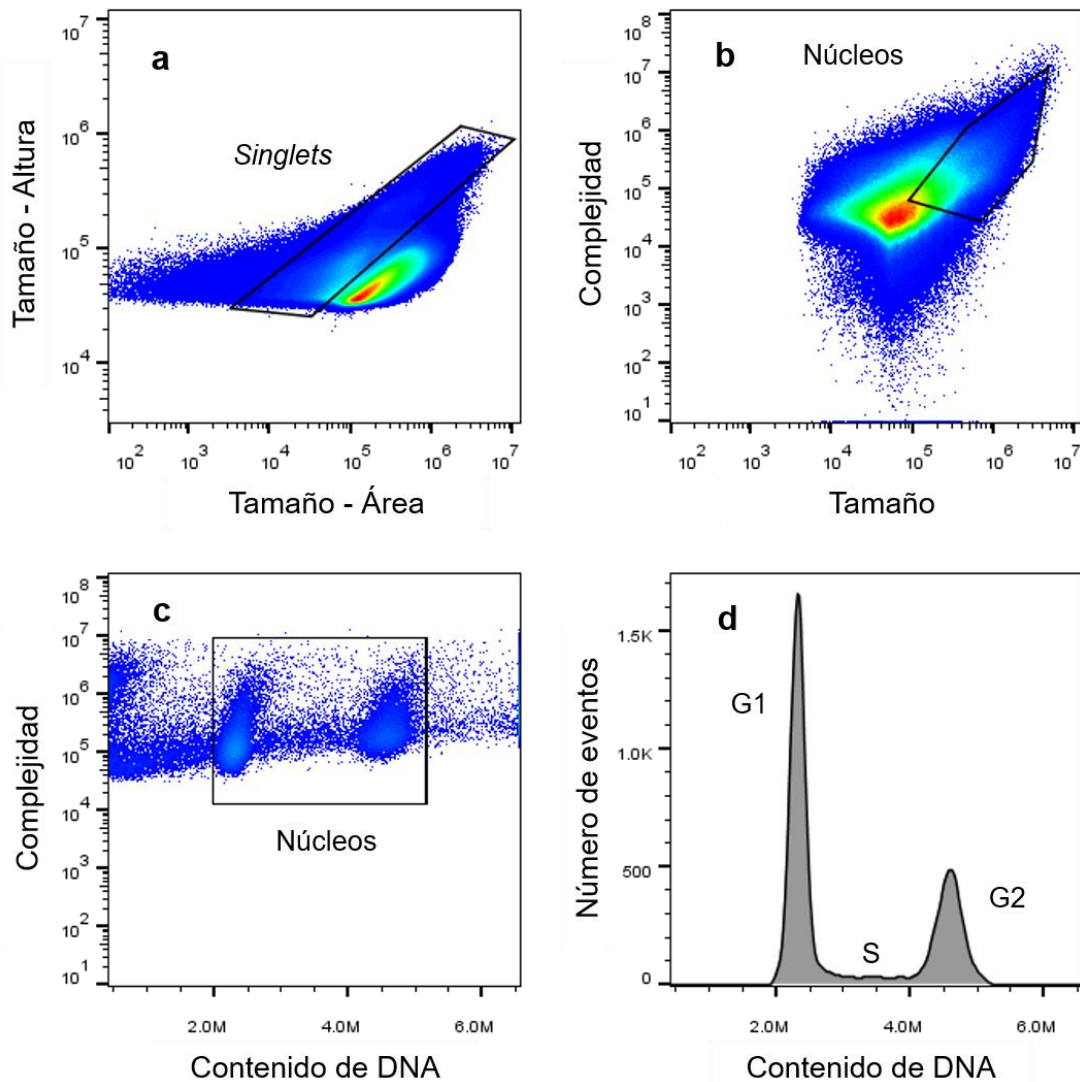 a
Singlets
Tamaño - Altura
10^7
10^6
10^5
10^4
10^2 10^3 10^4 10^5 10^6 10^7
Tamaño - Área
b
Núcleos
Complejidad
10^8
10^7
10^6
10^5
10^4
10^3
10^2
10^1
10^2 10^3 10^4 10^5 10^6 10^7
Tamaño
c
Complejidad
10^8
10^7
10^6
10^5
10^4
10^3
10^2
10^1
Núcleos
2.0M 4.0M 6.0M
Contenido de DNA
d
Número de eventos
1.5K
1.0K
500
0
G1
S
G2
2.0M 4.0M 6.0M
Contenido de DNA